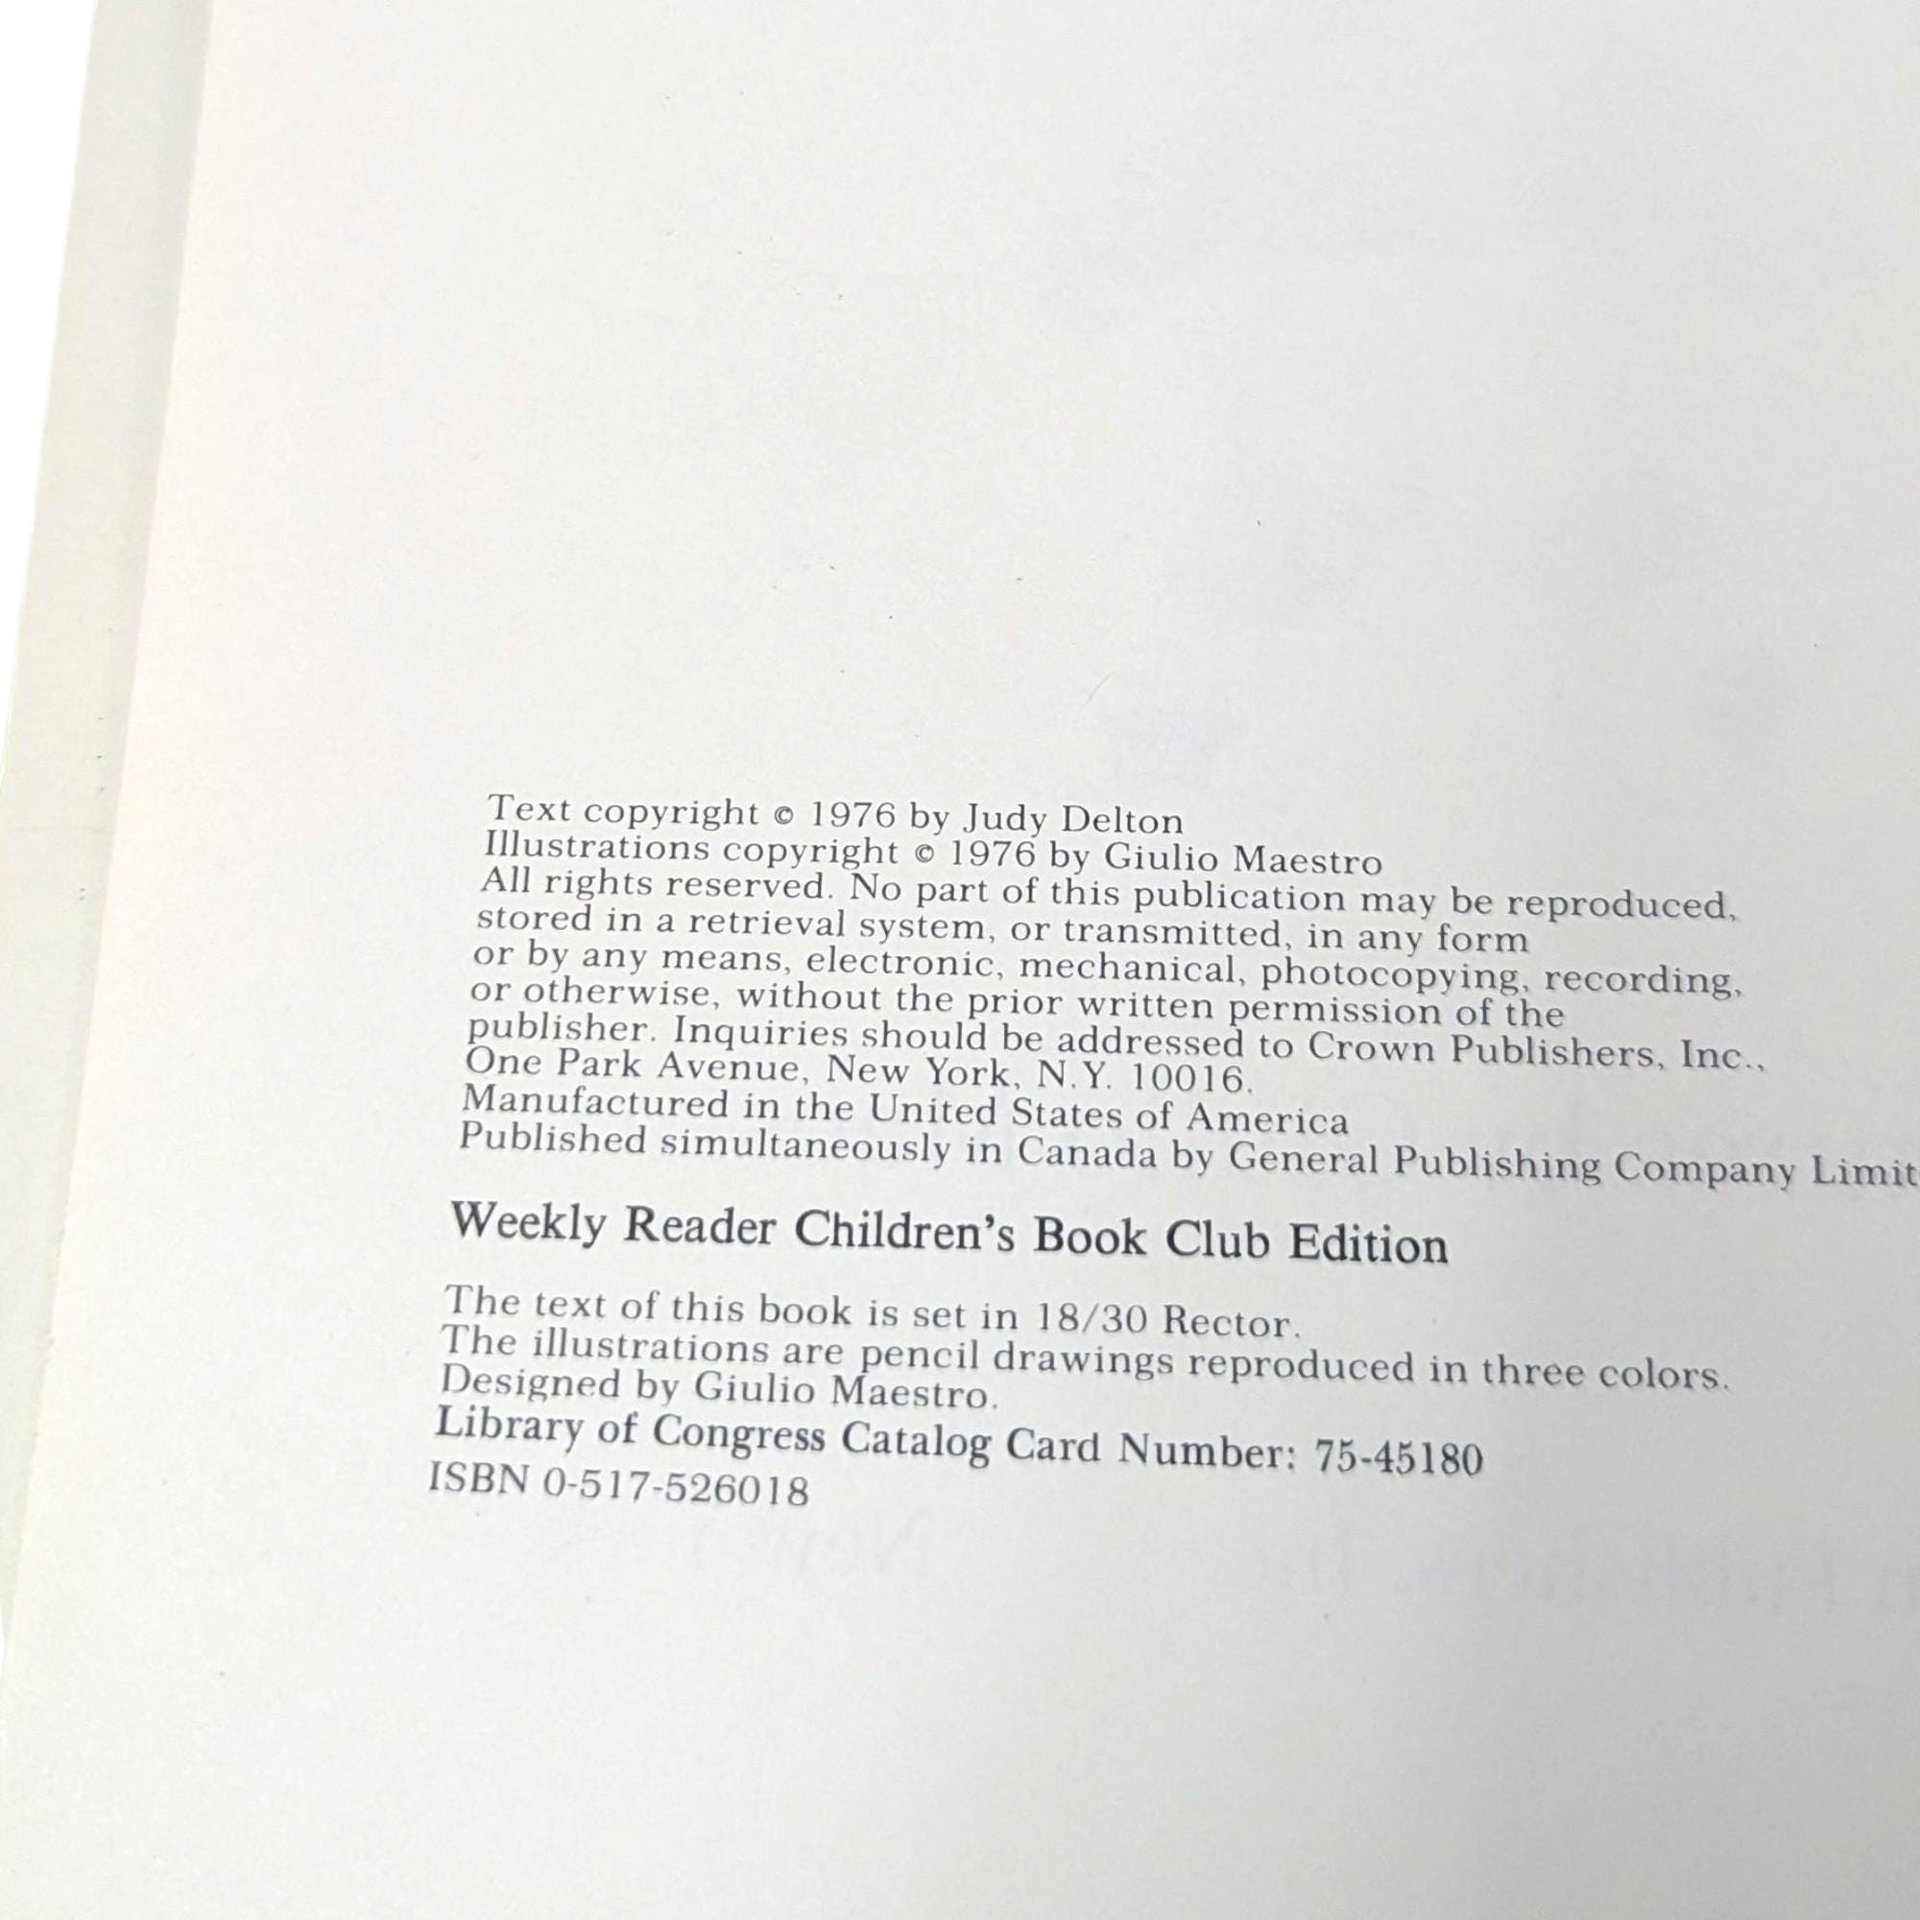 Text copyright © 1976 by Judy Delton
Illustrations copyright © 1976 by Giulio Maestro
All rights reserved. No part of this publication may be reproduced,
stored in a retrieval system, or transmitted, in any form
or by any means, electronic, mechanical, photocopying, recording,
or otherwise, without the prior written permission of the
publisher. Inquiries should be addressed to Crown Publishers, Inc.,
One Park Avenue, New York, N.Y. 10016.
Manufactured in the United States of America
Published simultaneously in Canada by General Publishing Company Limit
Weekly Reader Children's Book Club Edition
The text of this book is set in 18/30 Rector.
The illustrations are pencil drawings reproduced in three colors.
Designed by Giulio Maestro.
Library of Congress Catalog Card Number: 75-45180
ISBN 0-517-526018